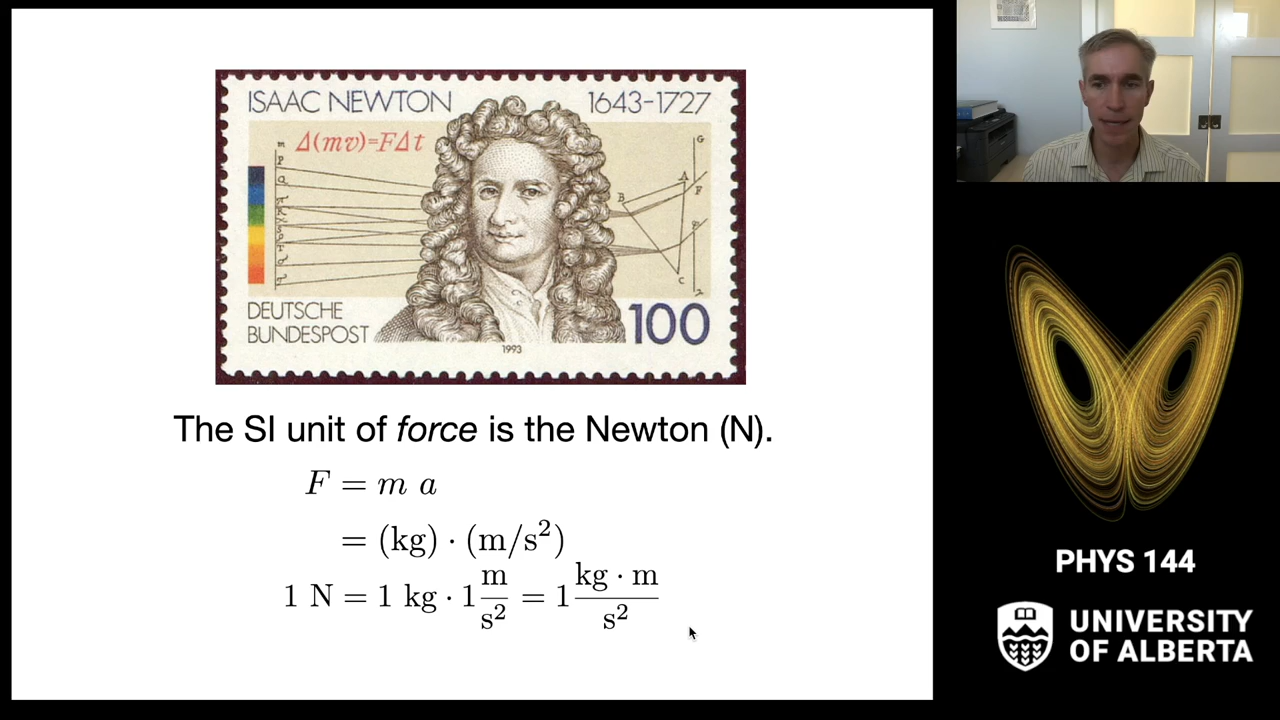 ISAAC NEWTON 1643-1727
Δ(mv)=FΔt
DEUTSCHE
BUNDESPOST
100
1993
The SI unit of force is the Newton (N).
F = m a
= (kg) · (m/s²)
1 N = 1 kg · 1 m/s² = 1 kg · m/s²
PHYS 144
UNIVERSITY
OF ALBERTA